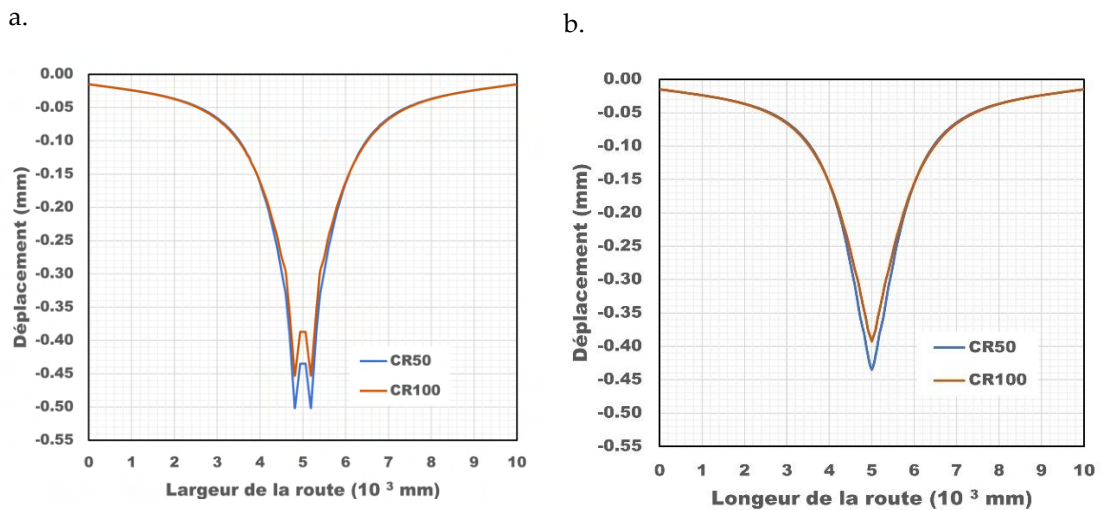 a.
0.00
-0.05
-0.10
-0.15
-0.20
-0.25
-0.30
-0.35
-0.40
-0.45
-0.50
-0.55
Déplacement (mm)
CR50
CR100
0 1 2 3 4 5 6 7 8 9 10
Largeur de la route (10 ³ mm)
b.
0.00
-0.05
-0.10
-0.15
-0.20
-0.25
-0.30
-0.35
-0.40
-0.45
-0.50
-0.55
Déplacement (mm)
CR50
CR100
0 1 2 3 4 5 6 7 8 9 10
Longeur de la route (10 ³ mm)